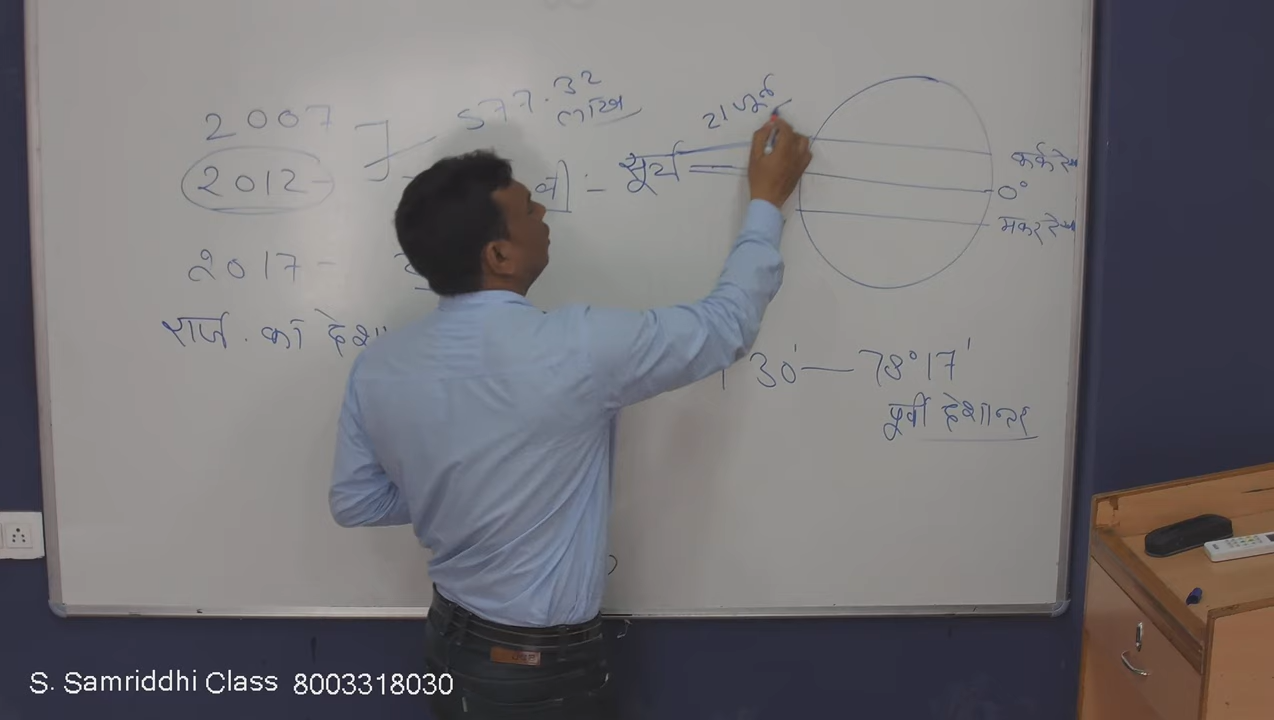 2007
577.32
लाख
2012 -
वी :- सूर्य
21 जून
कर्क रे
0°
मकर रे
2017 -
राज. का देशा
30' — 78°17'
पूर्वी देशान्तर
S. Samriddhi Class 8003318030